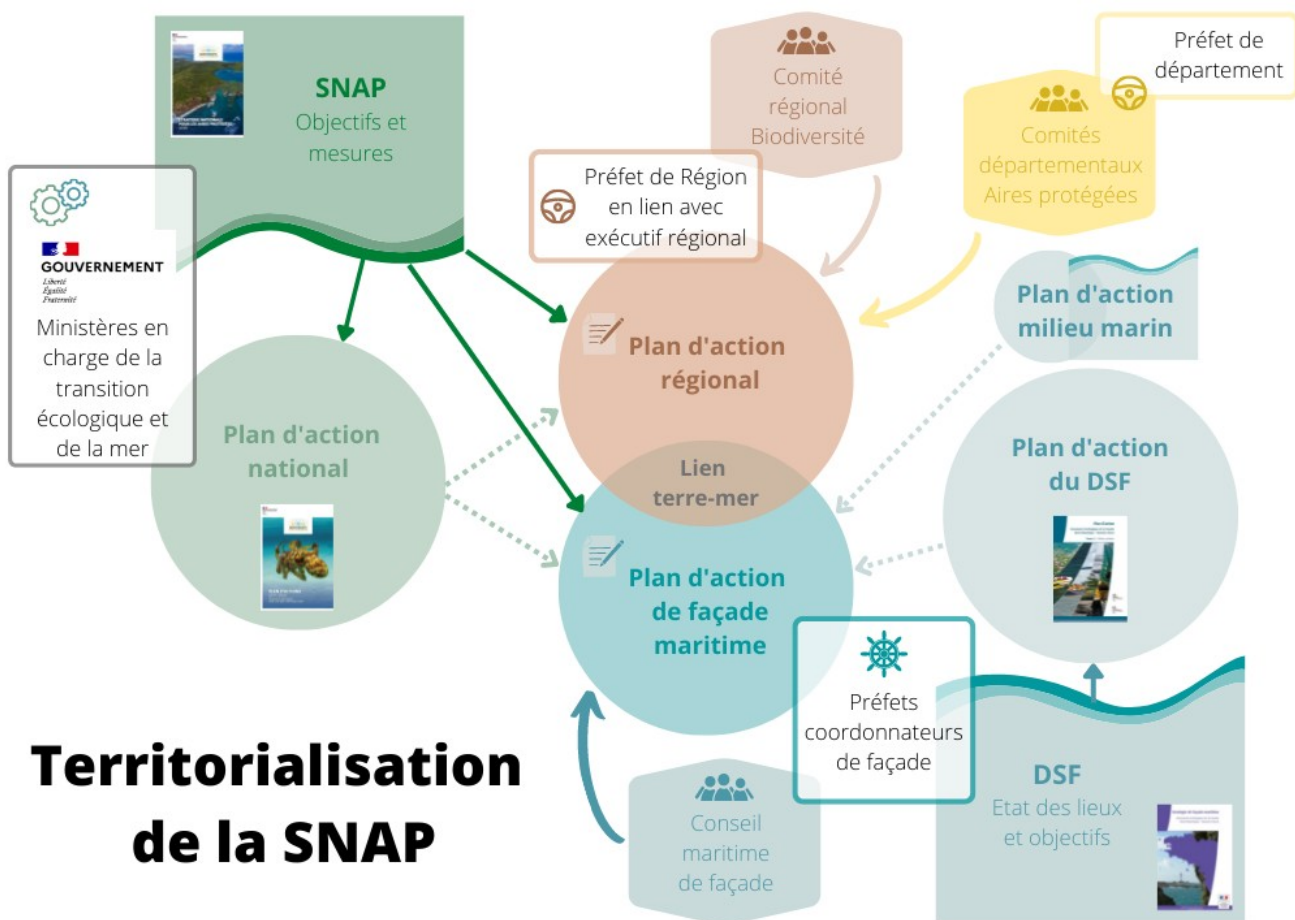 SNAP
Objectifs et
mesures
GOUVERNEMENT
Liberté
Égalité
Fraternité
Ministères en
charge de la
transition
écologique et
de la mer
Plan d'action
national
Comité
régional
Biodiversité
Préfet de Région
en lien avec
exécutif régional
Préfet de
département
Comités
départementaux
Aires protégées
Plan d'action
régional
Lien
terre-mer
Plan d'action
de façade
maritime
Plan d'action
milieu marin
Plan d'action
du DSF
Préfets
coordonnateurs
de façade
DSF
Etat des lieux
et objectifs
Conseil
maritime
de façade
Territorialisation
de la SNAP